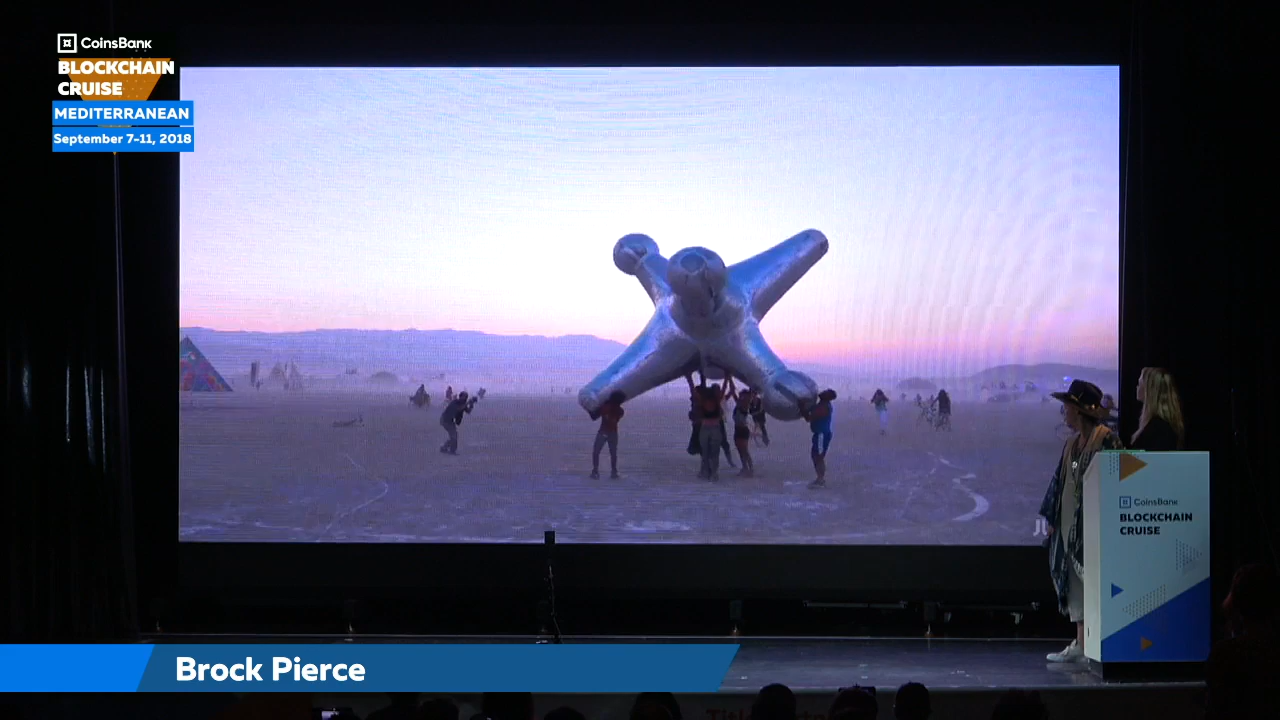 CoinsBank
BLOCKCHAIN
CRUISE
MEDITERRANEAN
September 7-11, 2018
CoinsBank
BLOCKCHAIN
CRUISE
Brock Pierce